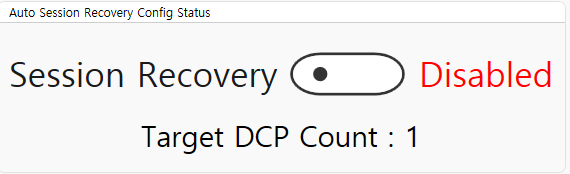 Auto Session Recovery Config Status
Session Recovery Disabled
Target DCP Count : 1